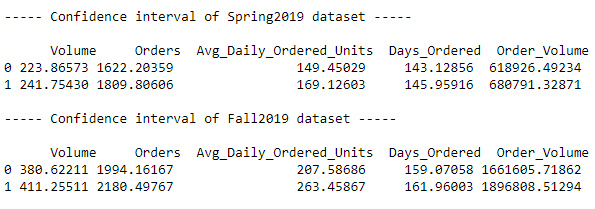 ----- Confidence interval of Spring2019 dataset -----
Volume Orders Avg_Daily_Ordered_Units Days_Ordered Order_Volume
0 223.86573 1622.20359 149.45029 143.12856 618926.49234
1 241.75430 1809.80606 169.12603 145.95916 680791.32871
----- Confidence interval of Fall2019 dataset -----
Volume Orders Avg_Daily_Ordered_Units Days_Ordered Order_Volume
0 380.62211 1994.16167 207.58686 159.07058 1661605.71862
1 411.25511 2180.49767 263.45867 161.96003 1896808.51294